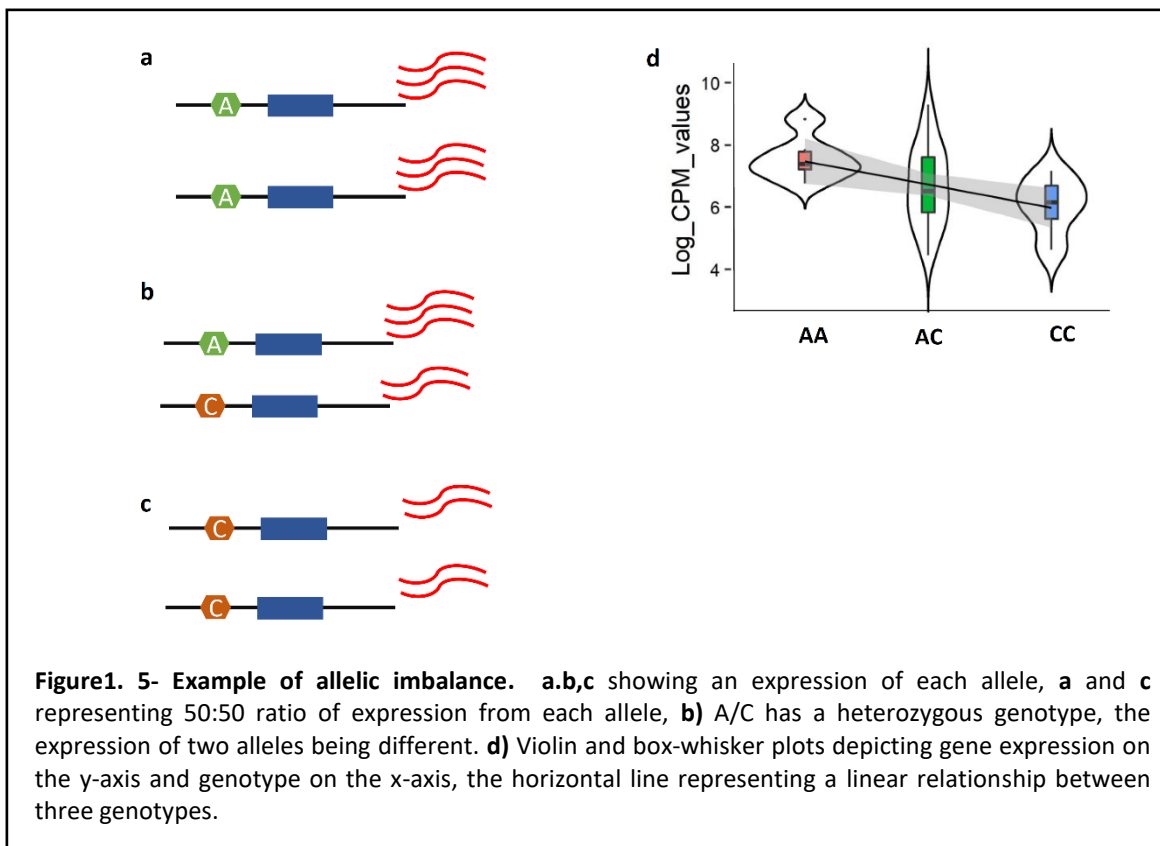 a
A
A
b
A
C
c
C
C
d
Log_CPM_values
10
8
6
4
AA AC CC
Figure1. 5- Example of allelic imbalance. a.b,c showing an expression of each allele, a and c
representing 50:50 ratio of expression from each allele, b) A/C has a heterozygous genotype, the
expression of two alleles being different. d) Violin and box-whisker plots depicting gene expression on
the y-axis and genotype on the x-axis, the horizontal line representing a linear relationship between
three genotypes.